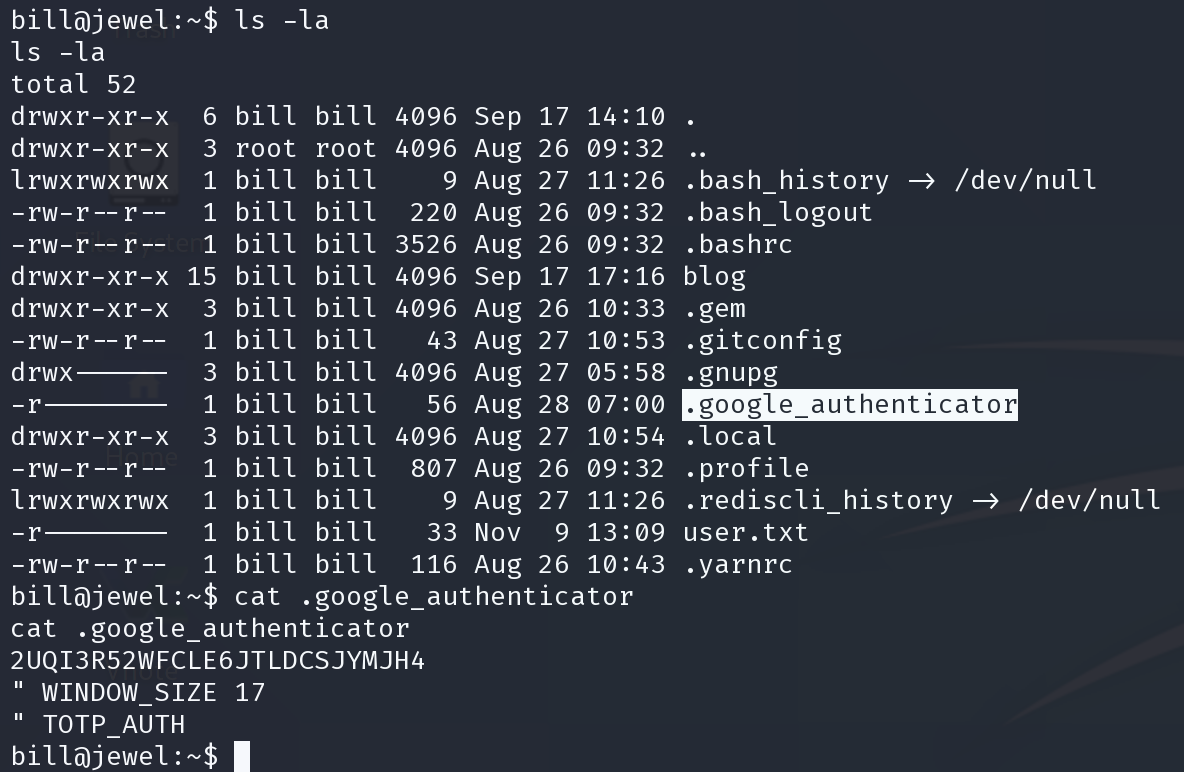 bill@jewel:~$ ls -la
ls -la
total 52
drwxr-xr-x  6 bill bill 4096 Sep 17 14:10 .
drwxr-xr-x  3 root root 4096 Aug 26 09:32 ..
lrwxrwxrwx  1 bill bill    9 Aug 27 11:26 .bash_history -> /dev/null
-rw-r--r--  1 bill bill  220 Aug 26 09:32 .bash_logout
-rw-r--r--  1 bill bill 3526 Aug 26 09:32 .bashrc
drwxr-xr-x 15 bill bill 4096 Sep 17 17:16 blog
drwxr-xr-x  3 bill bill 4096 Aug 26 10:33 .gem
-rw-r--r--  1 bill bill   43 Aug 27 10:53 .gitconfig
drwx------  3 bill bill 4096 Aug 27 05:58 .gnupg
-r--------  1 bill bill   56 Aug 28 07:00 .google_authenticator
drwxr-xr-x  3 bill bill 4096 Aug 27 10:54 .local
-rw-r--r--  1 bill bill  807 Aug 26 09:32 .profile
lrwxrwxrwx  1 bill bill    9 Aug 27 11:26 .rediscli_history -> /dev/null
-r--------  1 bill bill   33 Nov  9 13:09 user.txt
-rw-r--r--  1 bill bill  116 Aug 26 10:43 .yarnrc
bill@jewel:~$ cat .google_authenticator
cat .google_authenticator
2UQI3R52WFCLE6JTLDCSJYMJH4
" WINDOW_SIZE 17
" TOTP_AUTH
bill@jewel:~$
Trash
File System
Home